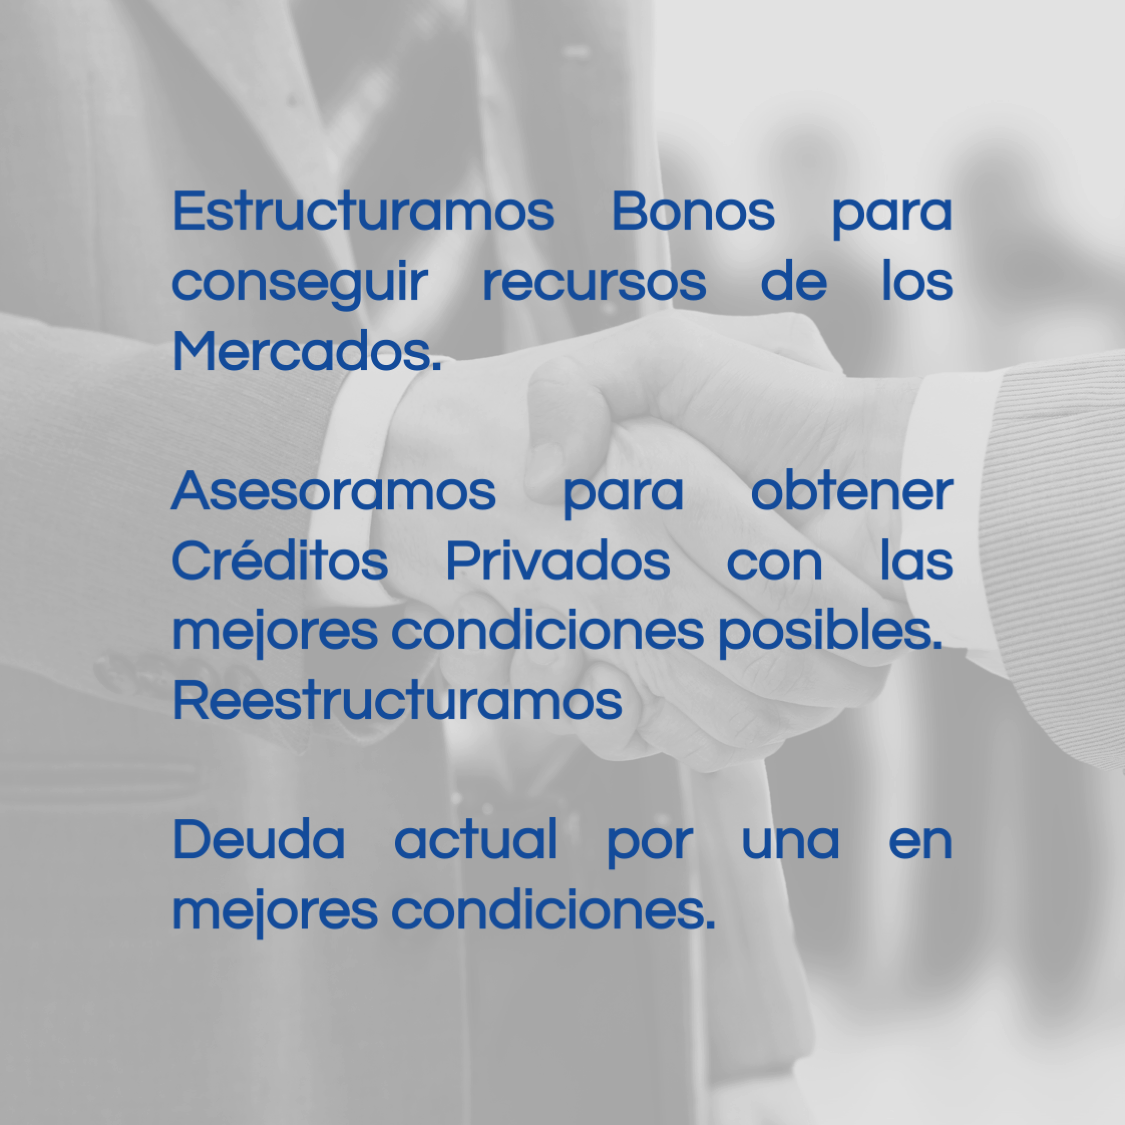 Estructuramos Bonos para
conseguir recursos de los
Mercados.
Asesoramos para obtener
Créditos Privados con las
mejores condiciones posibles.
Reestructuramos
Deuda actual por una en
mejores condiciones.